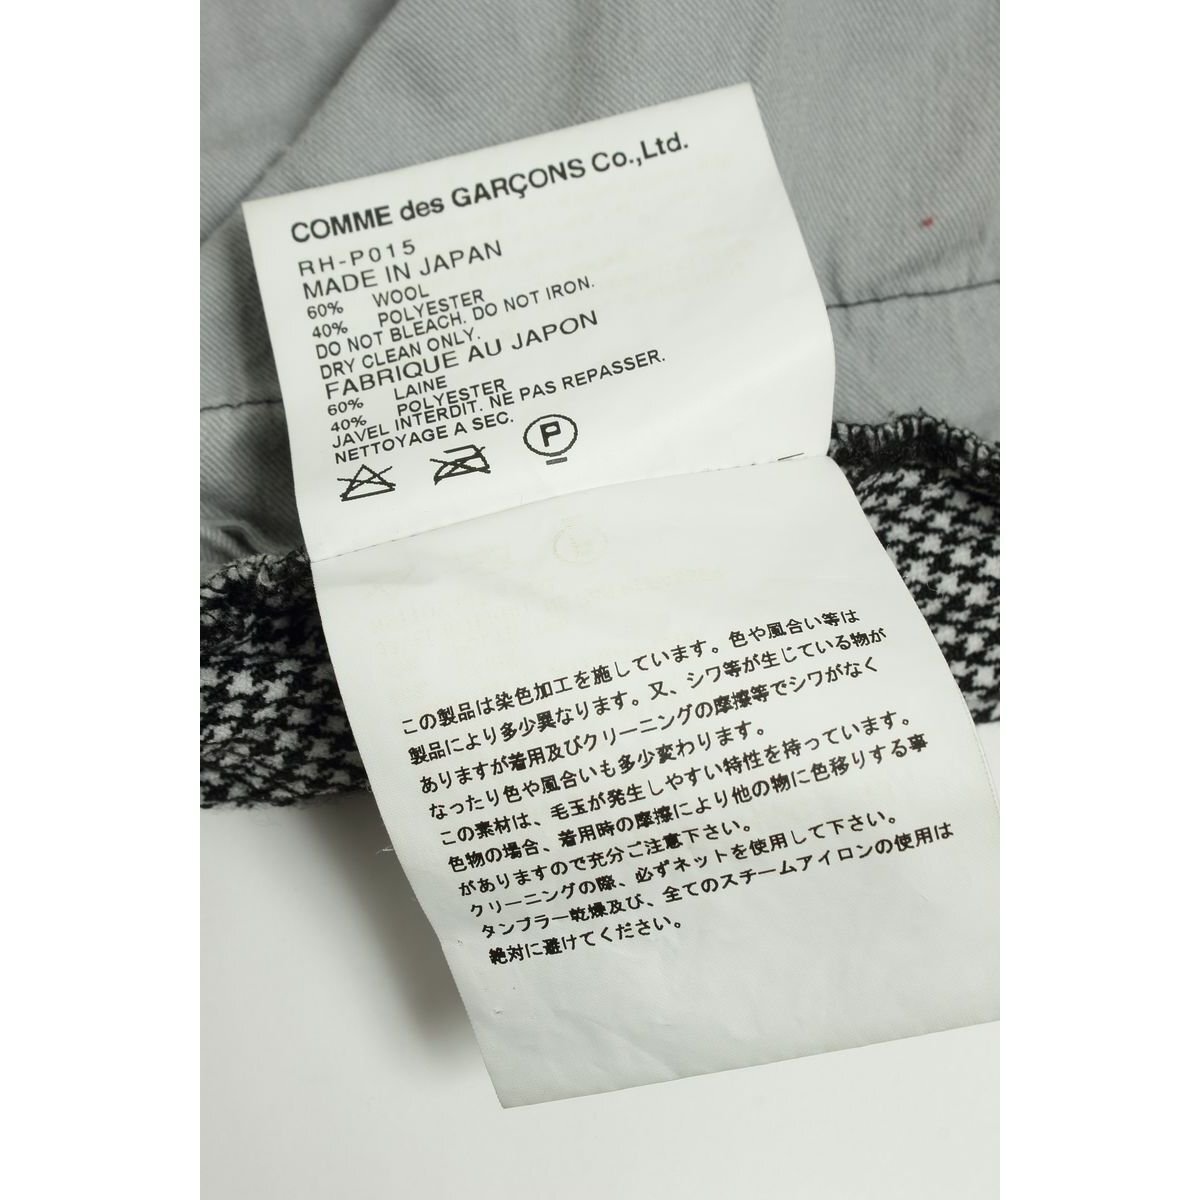 COMME des GARÇONS Co.,Ltd.
RH-P015
MADE IN JAPAN
60% WOOL
40% POLYESTER
DO NOT BLEACH. DO NOT IRON.
DRY CLEAN ONLY.
FABRIQUE AU JAPON
60% LAINE
40% POLYESTER
JAVEL INTERDIT. NE PAS REPASSER.
NETTOYAGE A SEC.
P
この製品は染色加工を施しています。色や風合い等は
製品により多少異なります。又、シワ等が生じている物が
ありますが着用及びクリーニングの摩擦等でシワがなく
なったり色や風合いも多少変わります。
この素材は、毛玉が発生しやすい特性を持っています。
色物の場合、着用時の摩擦により他の物に色移りする事
がありますので充分ご注意下さい。
クリーニングの際、必ずネットを使用して下さい。
タンブラー乾燥及び、全てのスチームアイロンの使用は
絶対に避けてください。